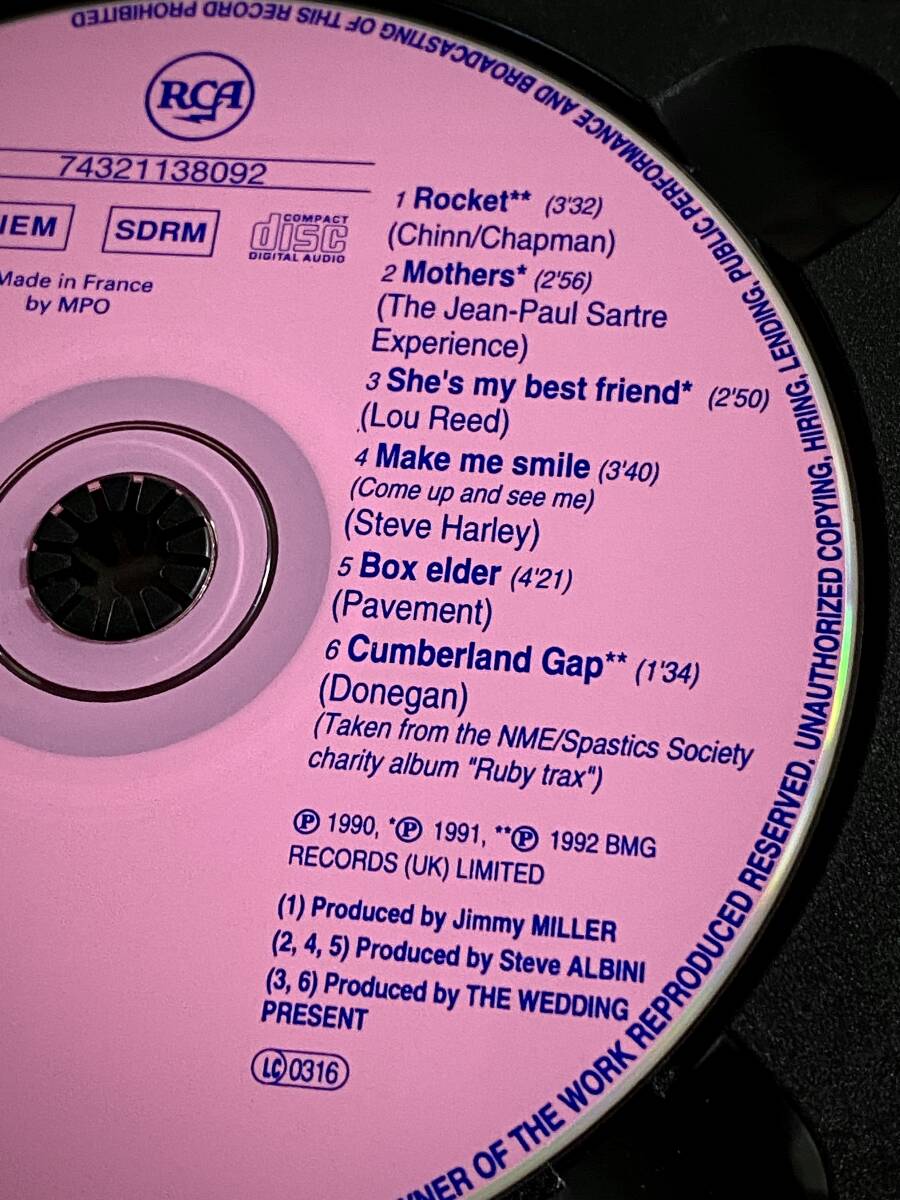 RCA
74321138092
IEM
SDRM
COMPACT
disc
DIGITAL AUDIO
Made in France
by MPO
1 Rocket** (3'32)
(Chinn/Chapman)
2 Mothers* (2'56)
(The Jean-Paul Sartre
Experience)
3 She's my best friend* (2'50)
(Lou Reed)
4 Make me smile (3'40)
(Come up and see me)
(Steve Harley)
5 Box elder (4'21)
(Pavement)
6 Cumberland Gap** (1'34)
(Donegan)
(Taken from the NME/Spastics Society
charity album "Ruby trax")
℗ 1990, *℗ 1991, **℗ 1992 BMG
RECORDS (UK) LIMITED
(1) Produced by Jimmy MILLER
(2, 4, 5) Produced by Steve ALBINI
(3, 6) Produced by THE WEDDING
PRESENT
LC 0316
NER OF THE WORK REPRODUCED RESERVED. UNAUTHORIZED COPYING, HIRING, LENDING, PUBLIC PERFORMANCE AND BROADCASTING OF THIS RECORD PROHIBITED